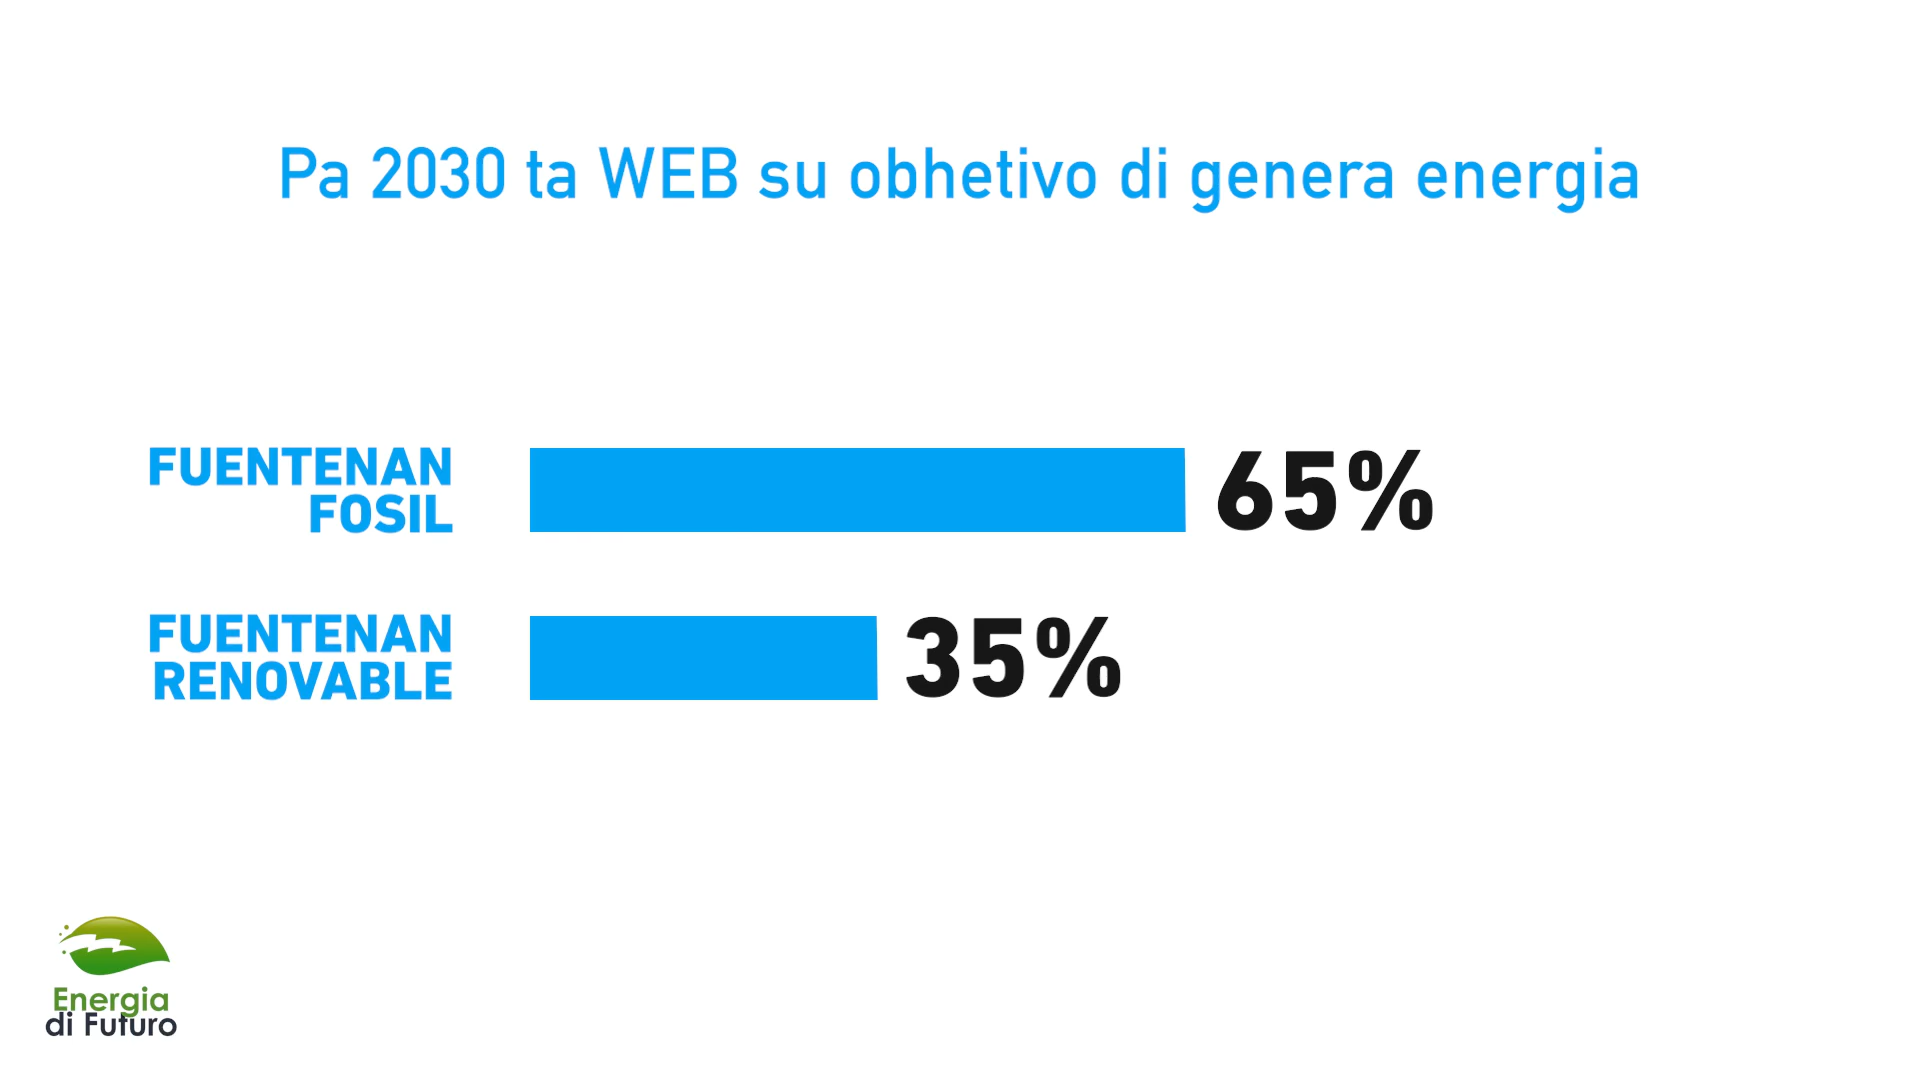 Pa 2030 ta WEB su obhetivo di genera energia
FUENTENAN
FOSIL
65%
FUENTENAN
RENOVABLE
35%
Energia
di Futuro